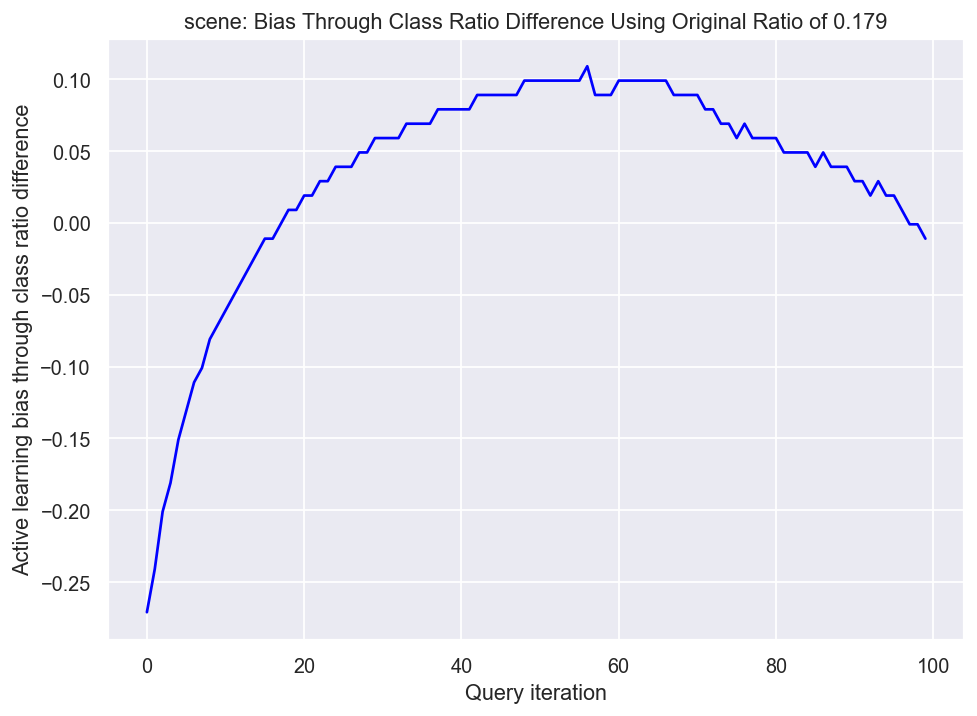 scene: Bias Through Class Ratio Difference Using Original Ratio of 0.179
Active learning bias through class ratio difference
0.10
0.05
0.00
−0.05
−0.10
−0.15
−0.20
−0.25
0 20 40 60 80 100
Query iteration